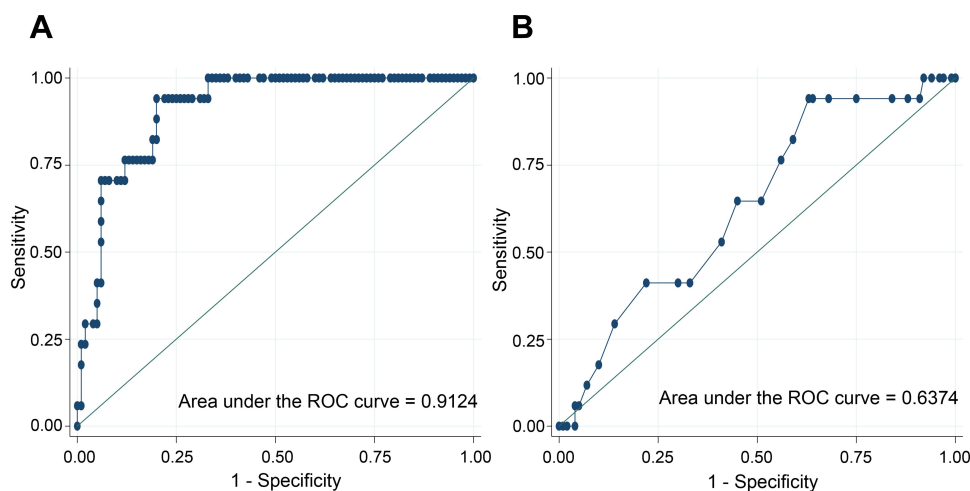 A
1.00
0.75
0.50
0.25
0.00
Sensitivity
Area under the ROC curve = 0.9124
0.00 0.25 0.50 0.75 1.00
1 - Specificity
B
1.00
0.75
0.50
0.25
0.00
Sensitivity
Area under the ROC curve = 0.6374
0.00 0.25 0.50 0.75 1.00
1 - Specificity